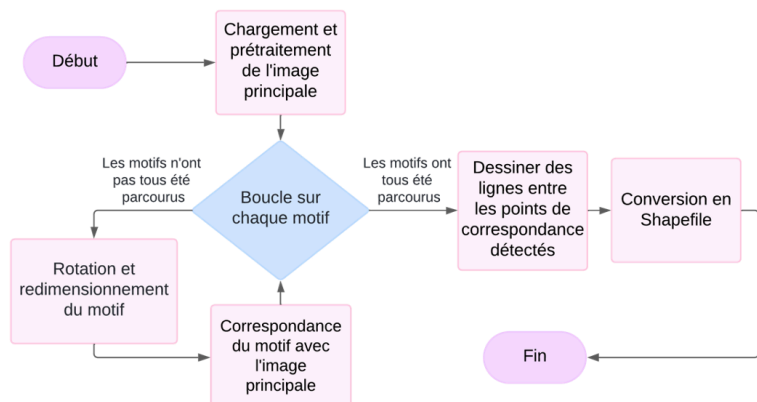 Début
Chargement et
prétraitement
de l'image
principale
Les motifs n'ont
pas tous été
parcourus
Boucle sur
chaque motif
Les motifs ont
tous été
parcourus
Dessiner des
lignes entre
les points de
correspondance
détectés
Conversion en
Shapefile
Rotation et
redimensionnement
du motif
Correspondance
du motif avec
l'image
principale
Fin